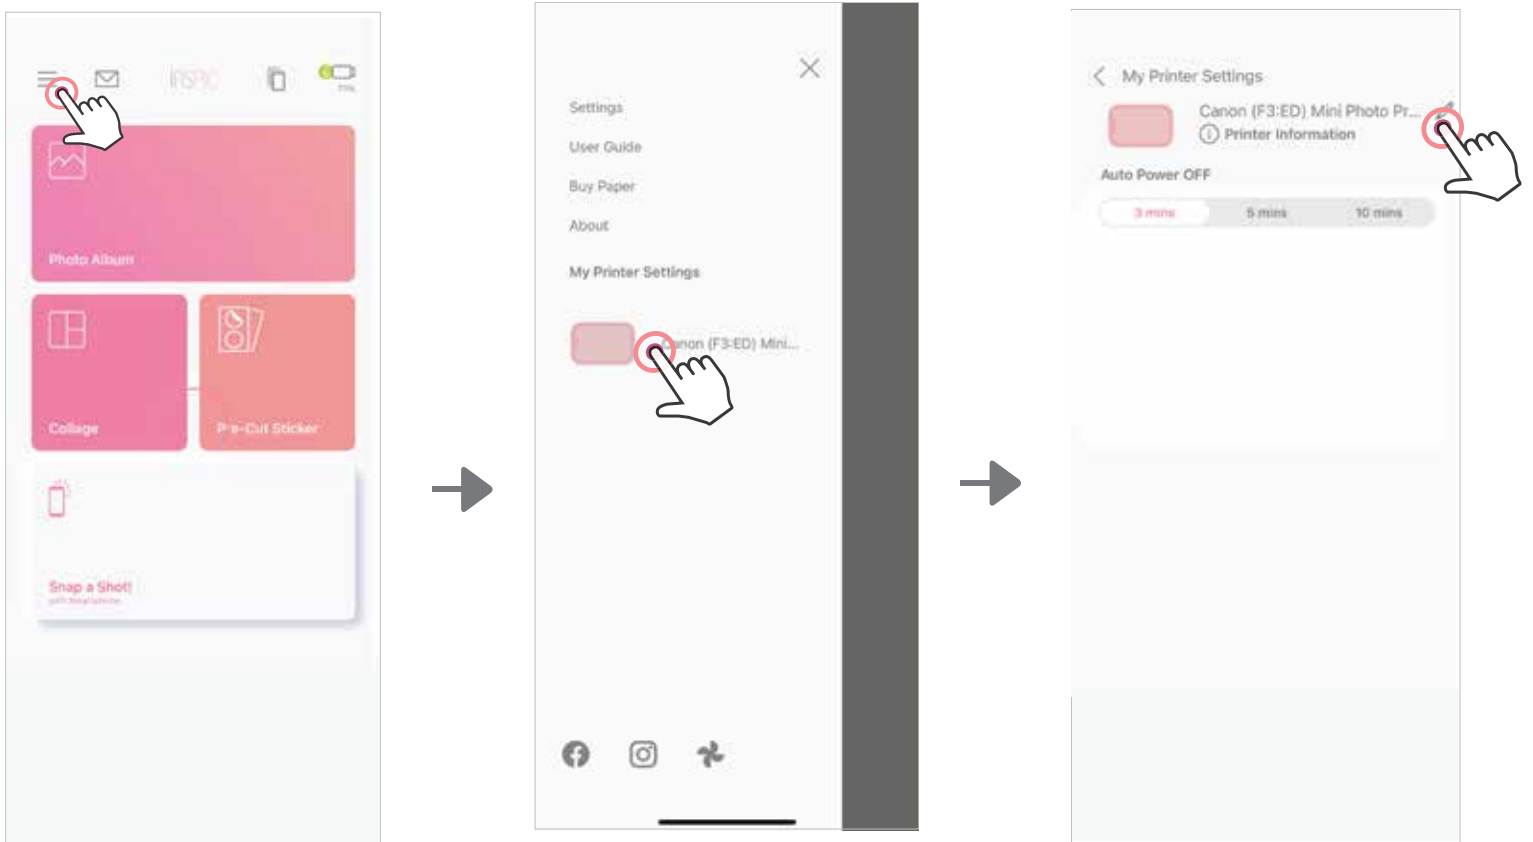 Photo Album
Collage
Pre-Cut Sticker
Snap a Shot!
Settings
User Guide
Buy Paper
About
My Printer Settings
Canon (F3:ED) Mini...
My Printer Settings
Canon (F3:ED) Mini Photo Pr...
Printer Information
Auto Power OFF
3 mins 5 mins 10 mins